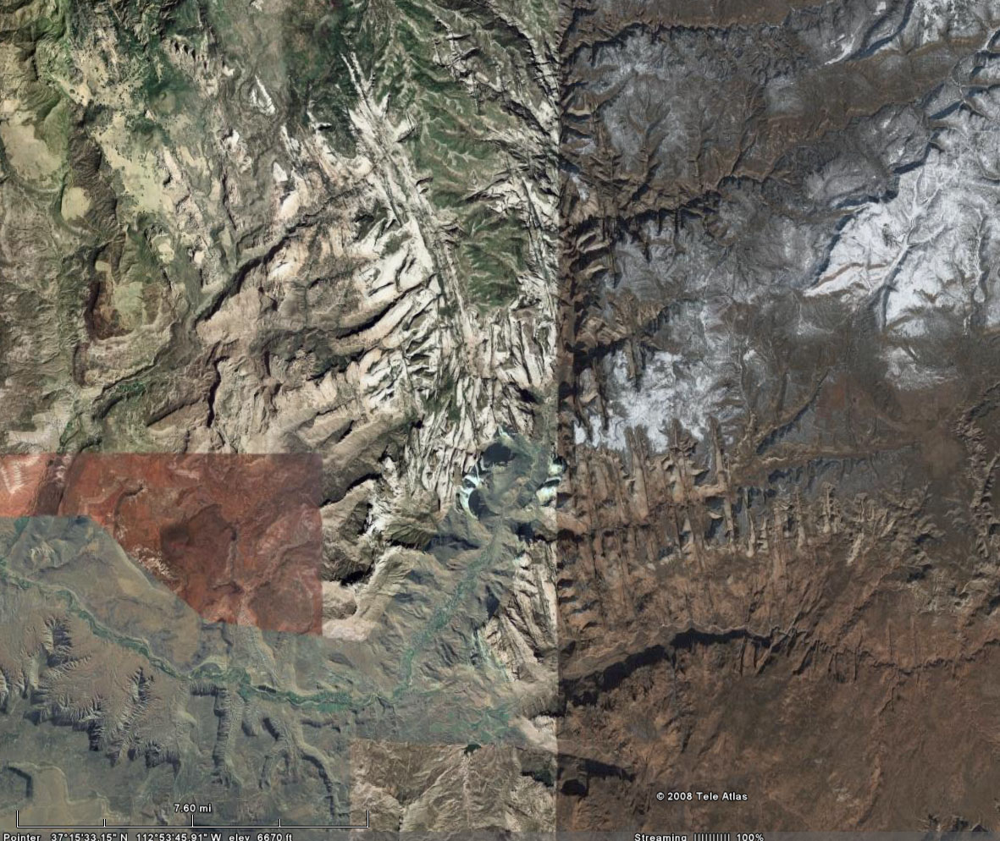 © 2008 Tele Atlas
7.60 mi
Pointer 37°15'33.15" N 112°53'45.91" W elev 6670 ft Streaming |||||||||| 100%